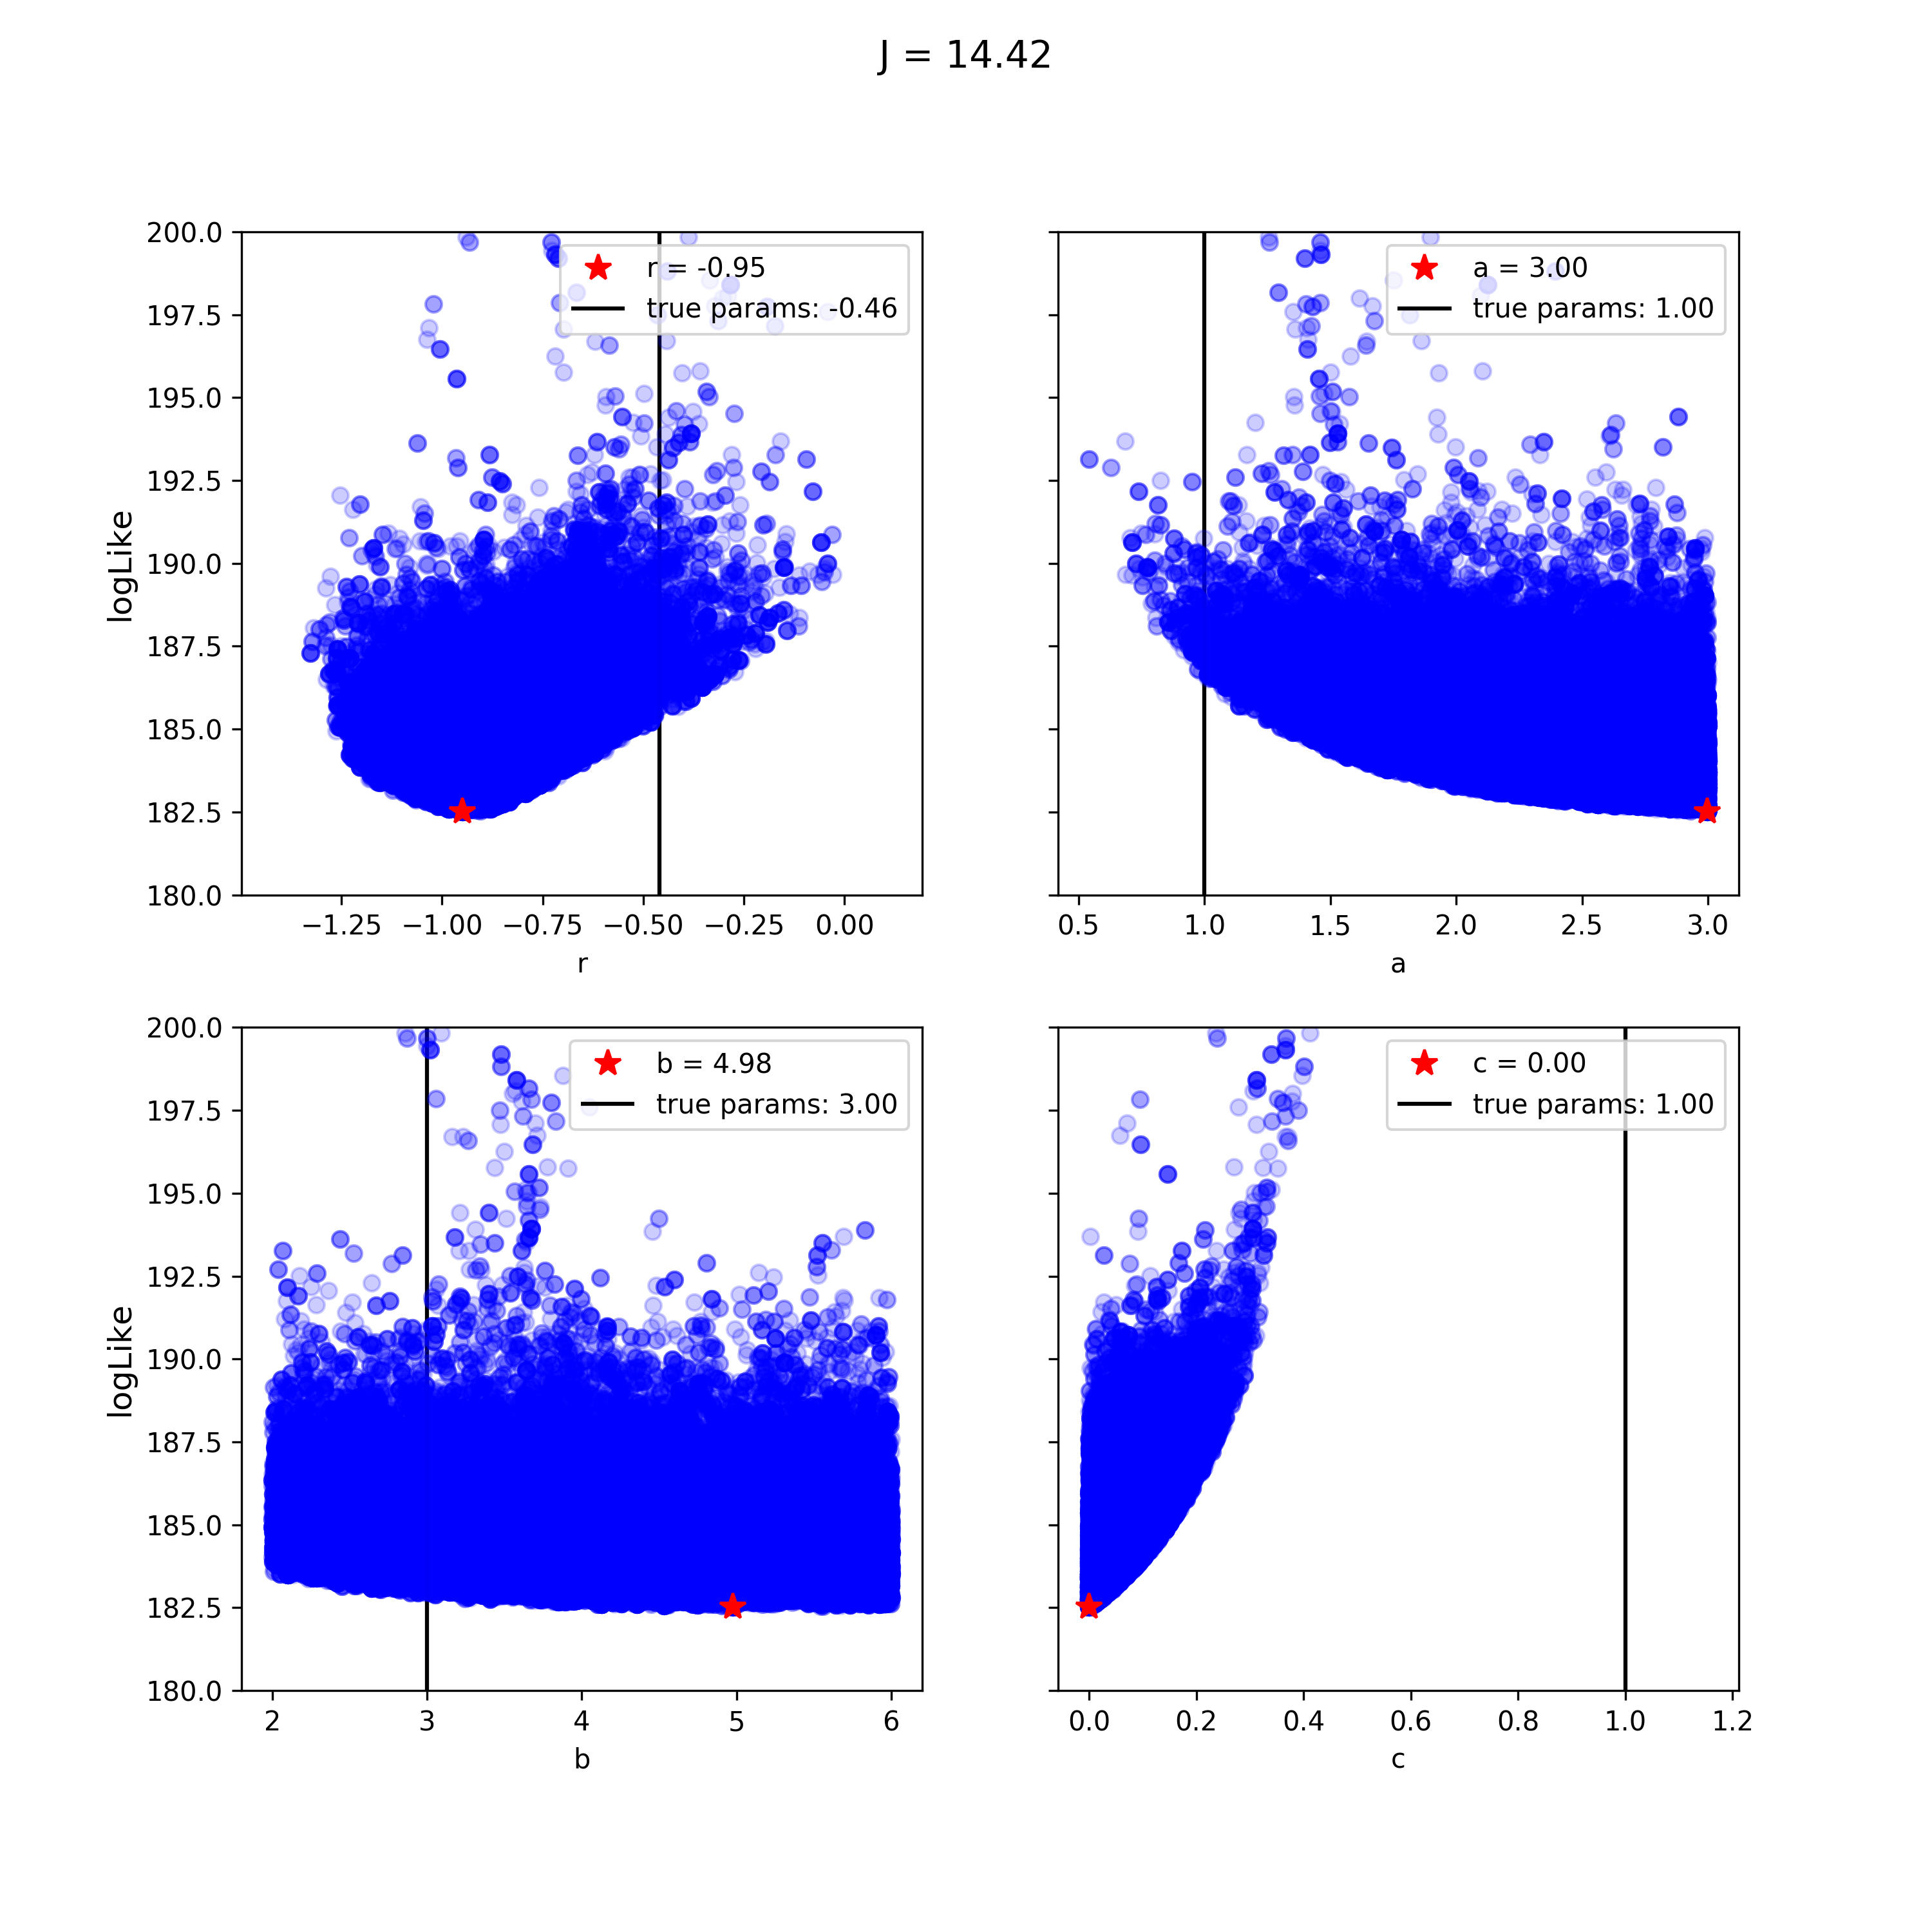 J = 14.42
200.0
197.5
195.0
192.5
190.0
187.5
185.0
182.5
180.0
logLike
r = -0.95
true params: -0.46
−1.25 −1.00 −0.75 −0.50 −0.25 0.00
r
a = 3.00
true params: 1.00
0.5 1.0 1.5 2.0 2.5 3.0
a
200.0
197.5
195.0
192.5
190.0
187.5
185.0
182.5
180.0
logLike
b = 4.98
true params: 3.00
2 3 4 5 6
b
c = 0.00
true params: 1.00
0.0 0.2 0.4 0.6 0.8 1.0 1.2
c